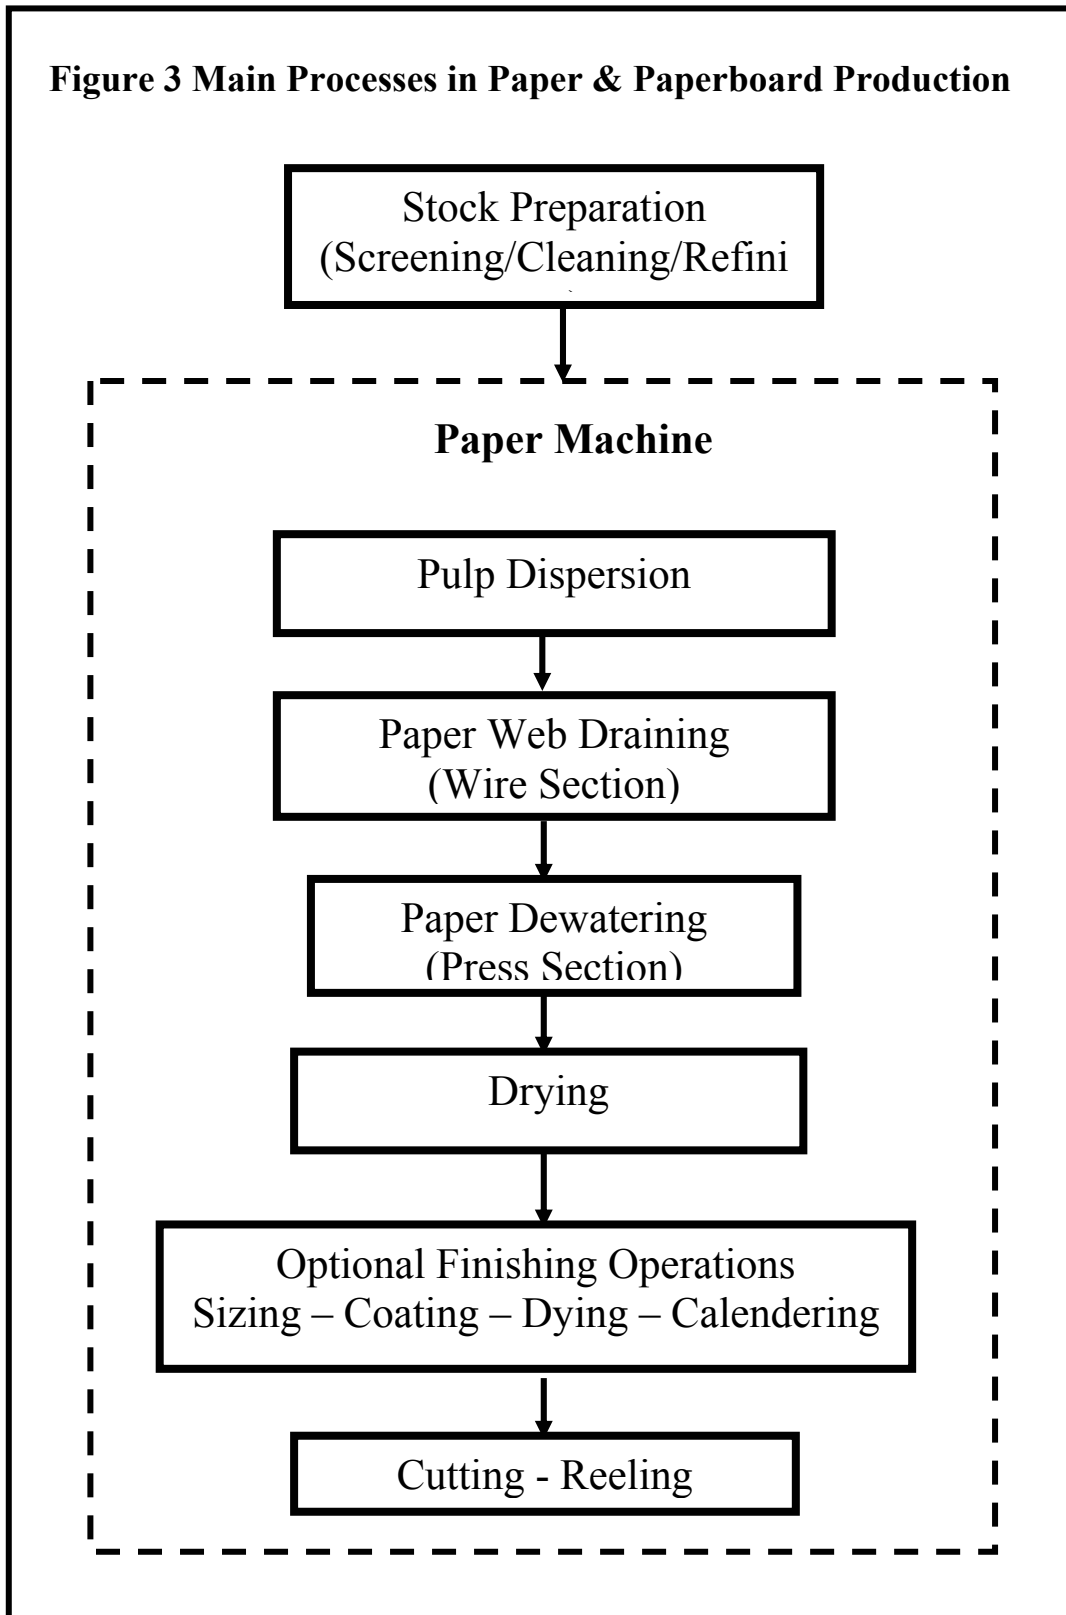 Figure 3 Main Processes in Paper & Paperboard Production
Stock Preparation
(Screening/Cleaning/Refini
Paper Machine
Pulp Dispersion
Paper Web Draining
(Wire Section)
Paper Dewatering
(Press Section)
Drying
Optional Finishing Operations
Sizing – Coating – Dying – Calendering
Cutting - Reeling